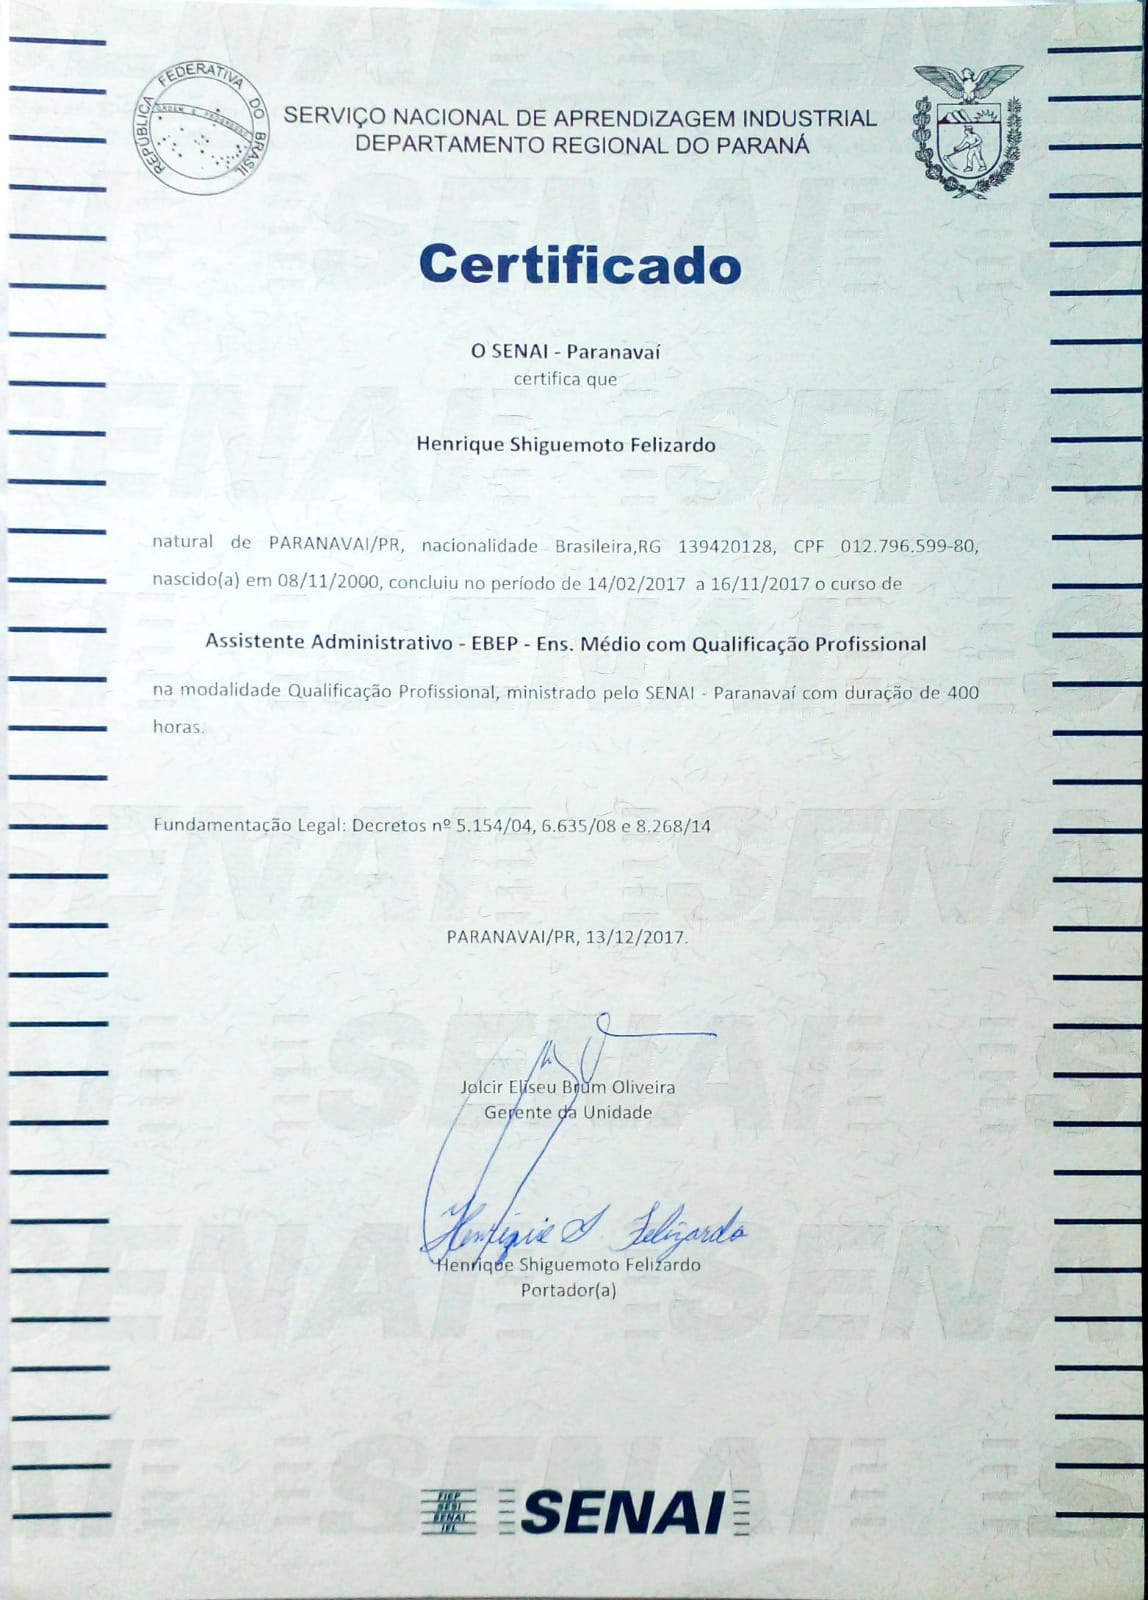 REPÚBLICA FEDERATIVA DO BRASIL
ORDEM E PROGRESSO
SERVIÇO NACIONAL DE APRENDIZAGEM INDUSTRIAL
DEPARTAMENTO REGIONAL DO PARANÁ
Certificado
O SENAI - Paranavaí
certifica que
Henrique Shiguemoto Felizardo
natural de PARANAVAI/PR, nacionalidade Brasileira,RG 139420128, CPF 012.796.599-80,
nascido(a) em 08/11/2000, concluiu no período de 14/02/2017 a 16/11/2017 o curso de
Assistente Administrativo - EBEP - Ens. Médio com Qualificação Profissional
na modalidade Qualificação Profissional, ministrado pelo SENAI - Paranavaí com duração de 400
horas.
Fundamentação Legal: Decretos nº 5.154/04, 6.635/08 e 8.268/14
PARANAVAI/PR, 13/12/2017.
Jolcir Eliseu Brum Oliveira
Gerente da Unidade
Henrique S Felizardo
Henrique Shiguemoto Felizardo
Portador(a)
FIEP
SESI
SENAI
IEL
SENAI